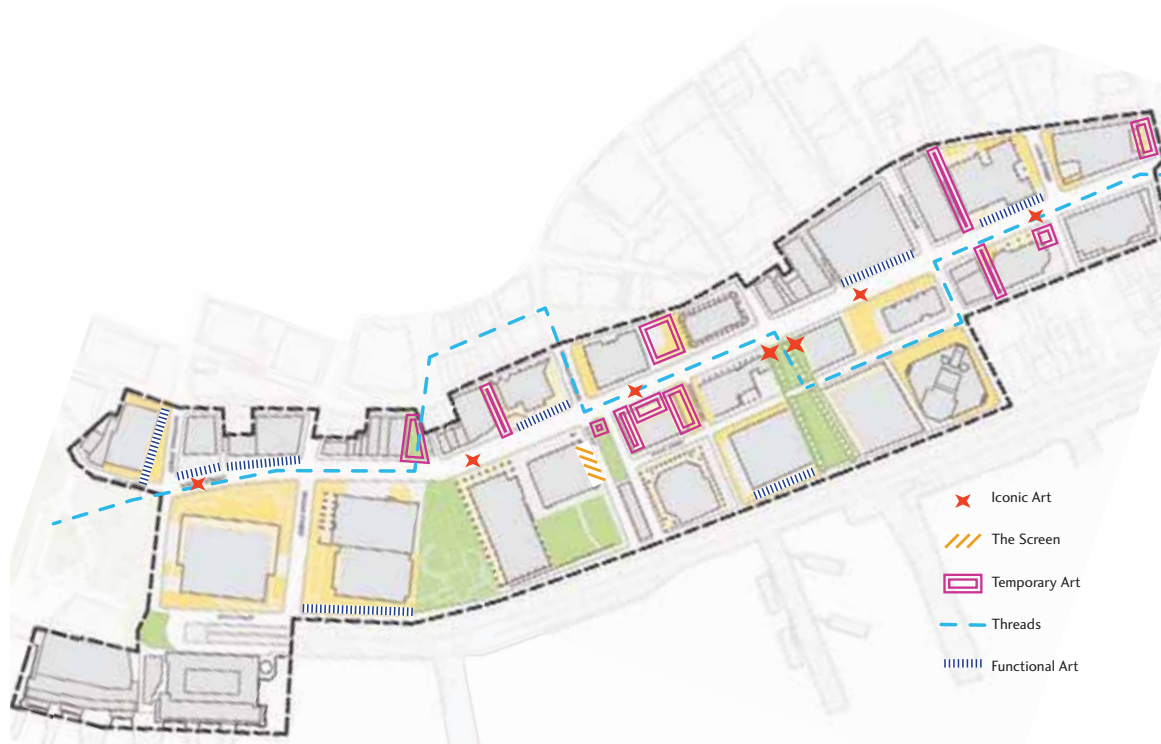 Iconic Art
The Screen
Temporary Art
Threads
Functional Art